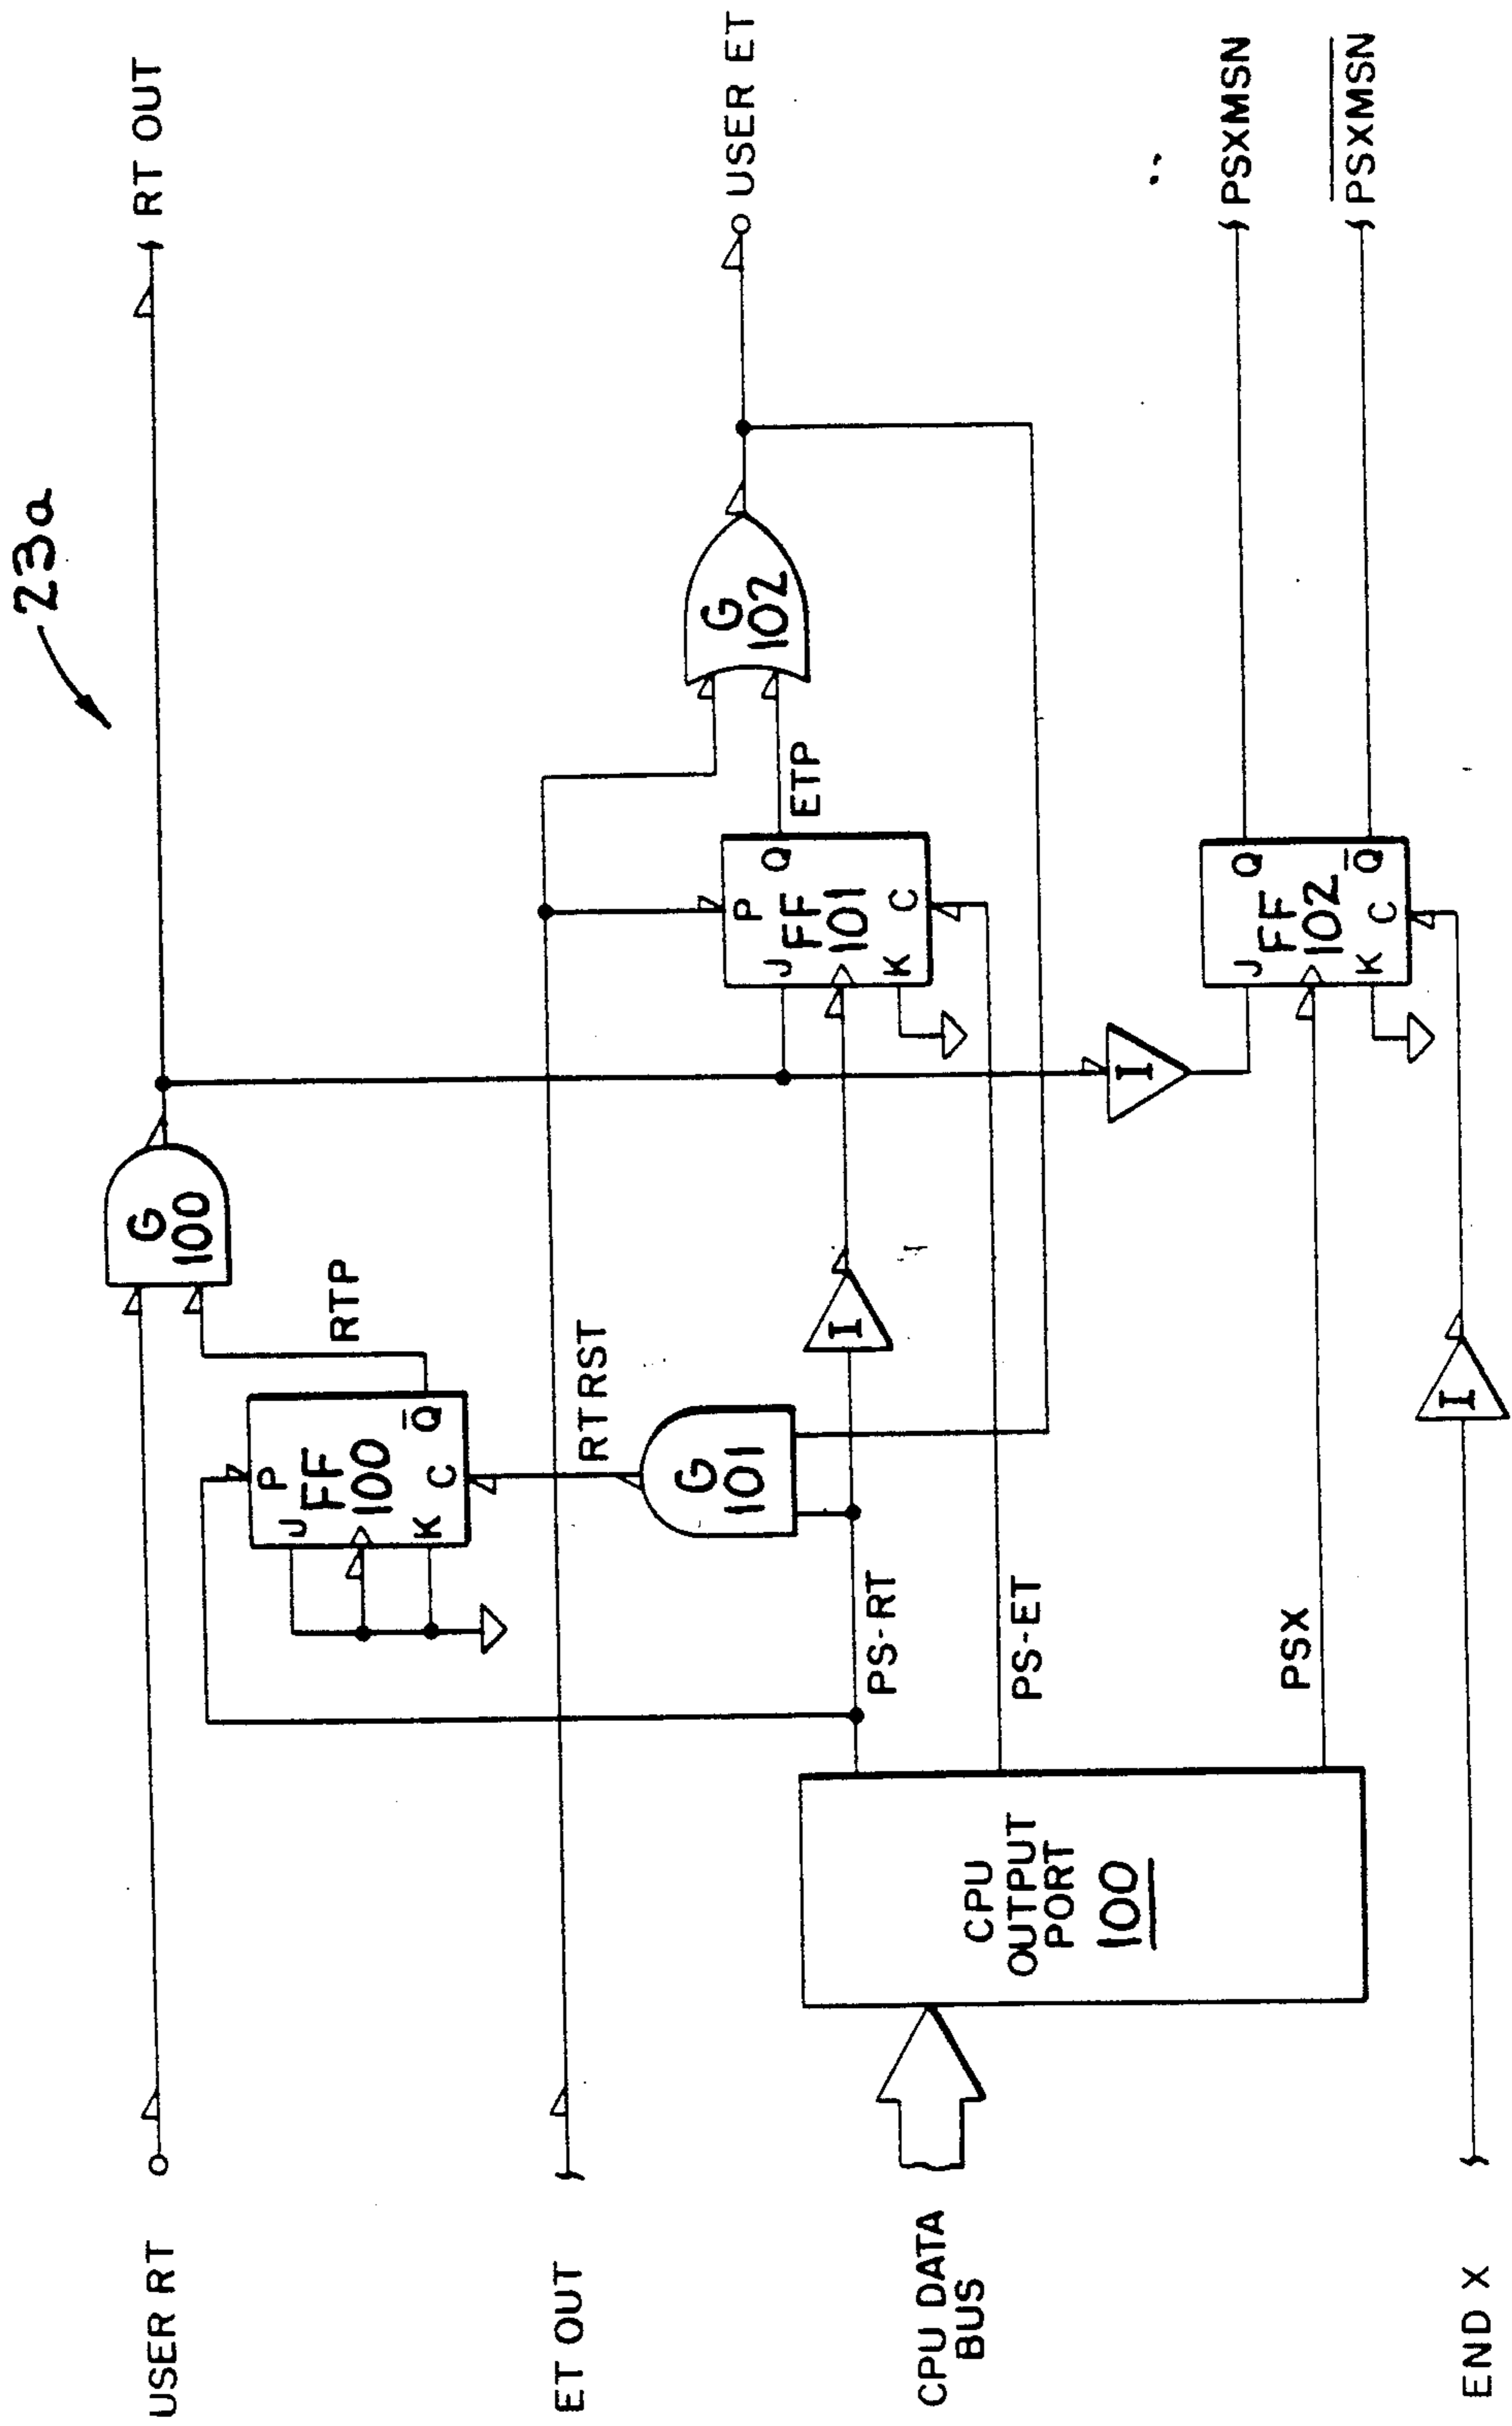 23a
USER RT
RT OUT
G
100
RTP
P
J
FF
100
Q
K
C
RTRST
G
101
ET OUT
P
J
Q
FF
101
K
C
ETP
G
102
USER ET
I
I
CPU DATA
BUS
CPU
OUTPUT
PORT
100
PS-RT
PS-ET
PSX
J
Q
FF
102
K
C
Q
PSXMSN
PSXMSN
END X
I